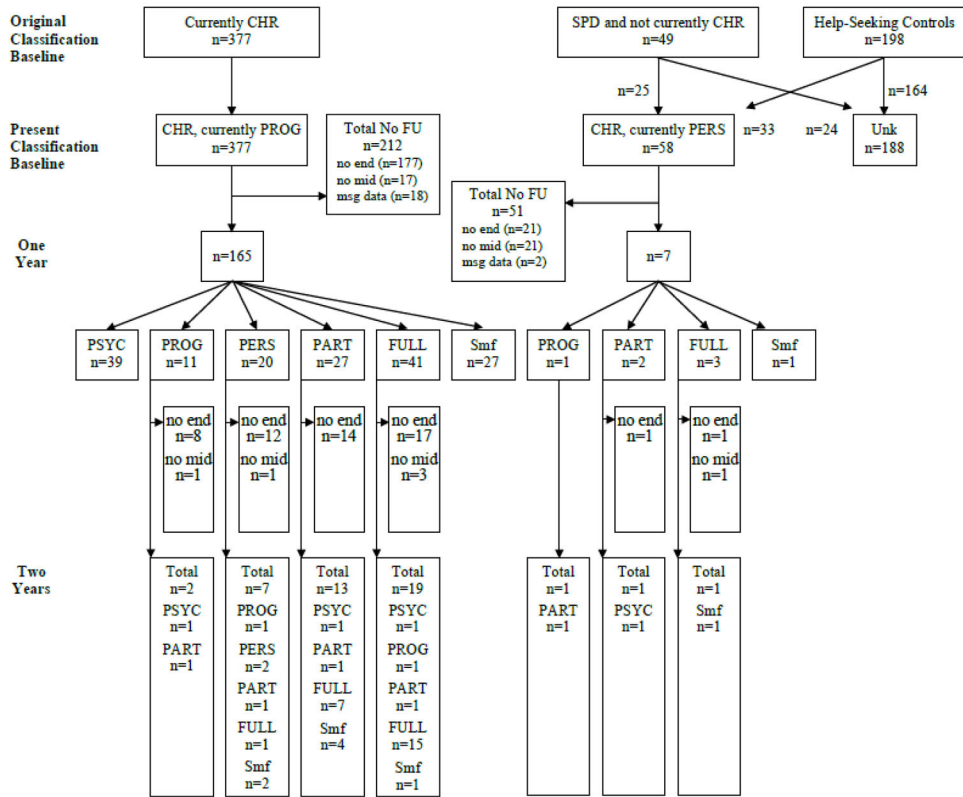 Original
Classification
Baseline
Currently CHR
n=377
SPD and not currently CHR
n=49
Help-Seeking Controls
n=198
n=25
n=164
Present
Classification
Baseline
CHR, currently PROG
n=377
Total No FU
n=212
no end (n=177)
no mid (n=17)
msg data (n=18)
CHR, currently PERS
n=58
n=33
n=24
Unk
n=188
Total No FU
n=51
no end (n=21)
no mid (n=21)
msg data (n=2)
One
Year
n=165
n=7
PSYC
n=39
PROG
n=11
PERS
n=20
PART
n=27
FULL
n=41
Smf
n=27
PROG
n=1
PART
n=2
FULL
n=3
Smf
n=1
no end
n=8
no mid
n=1
no end
n=12
no mid
n=1
no end
n=14
no end
n=17
no mid
n=3
no end
n=1
no end
n=1
no mid
n=1
Two
Years
Total
n=2
PSYC
n=1
PART
n=1
Total
n=7
PROG
n=1
PERS
n=2
PART
n=1
FULL
n=1
Smf
n=2
Total
n=13
PSYC
n=1
PART
n=1
FULL
n=7
Smf
n=4
Total
n=19
PSYC
n=1
PROG
n=1
PART
n=1
FULL
n=15
Smf
n=1
Total
n=1
PART
n=1
Total
n=1
PSYC
n=1
Total
n=1
Smf
n=1